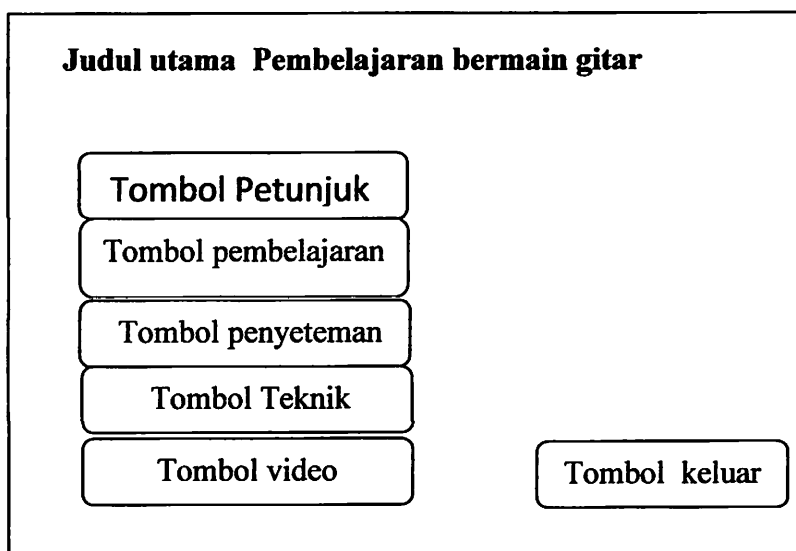 Judul utama Pembelajaran bermain gitar
Tombol Petunjuk
Tombol pembelajaran
Tombol penyeteman
Tombol Teknik
Tombol video
Tombol keluar